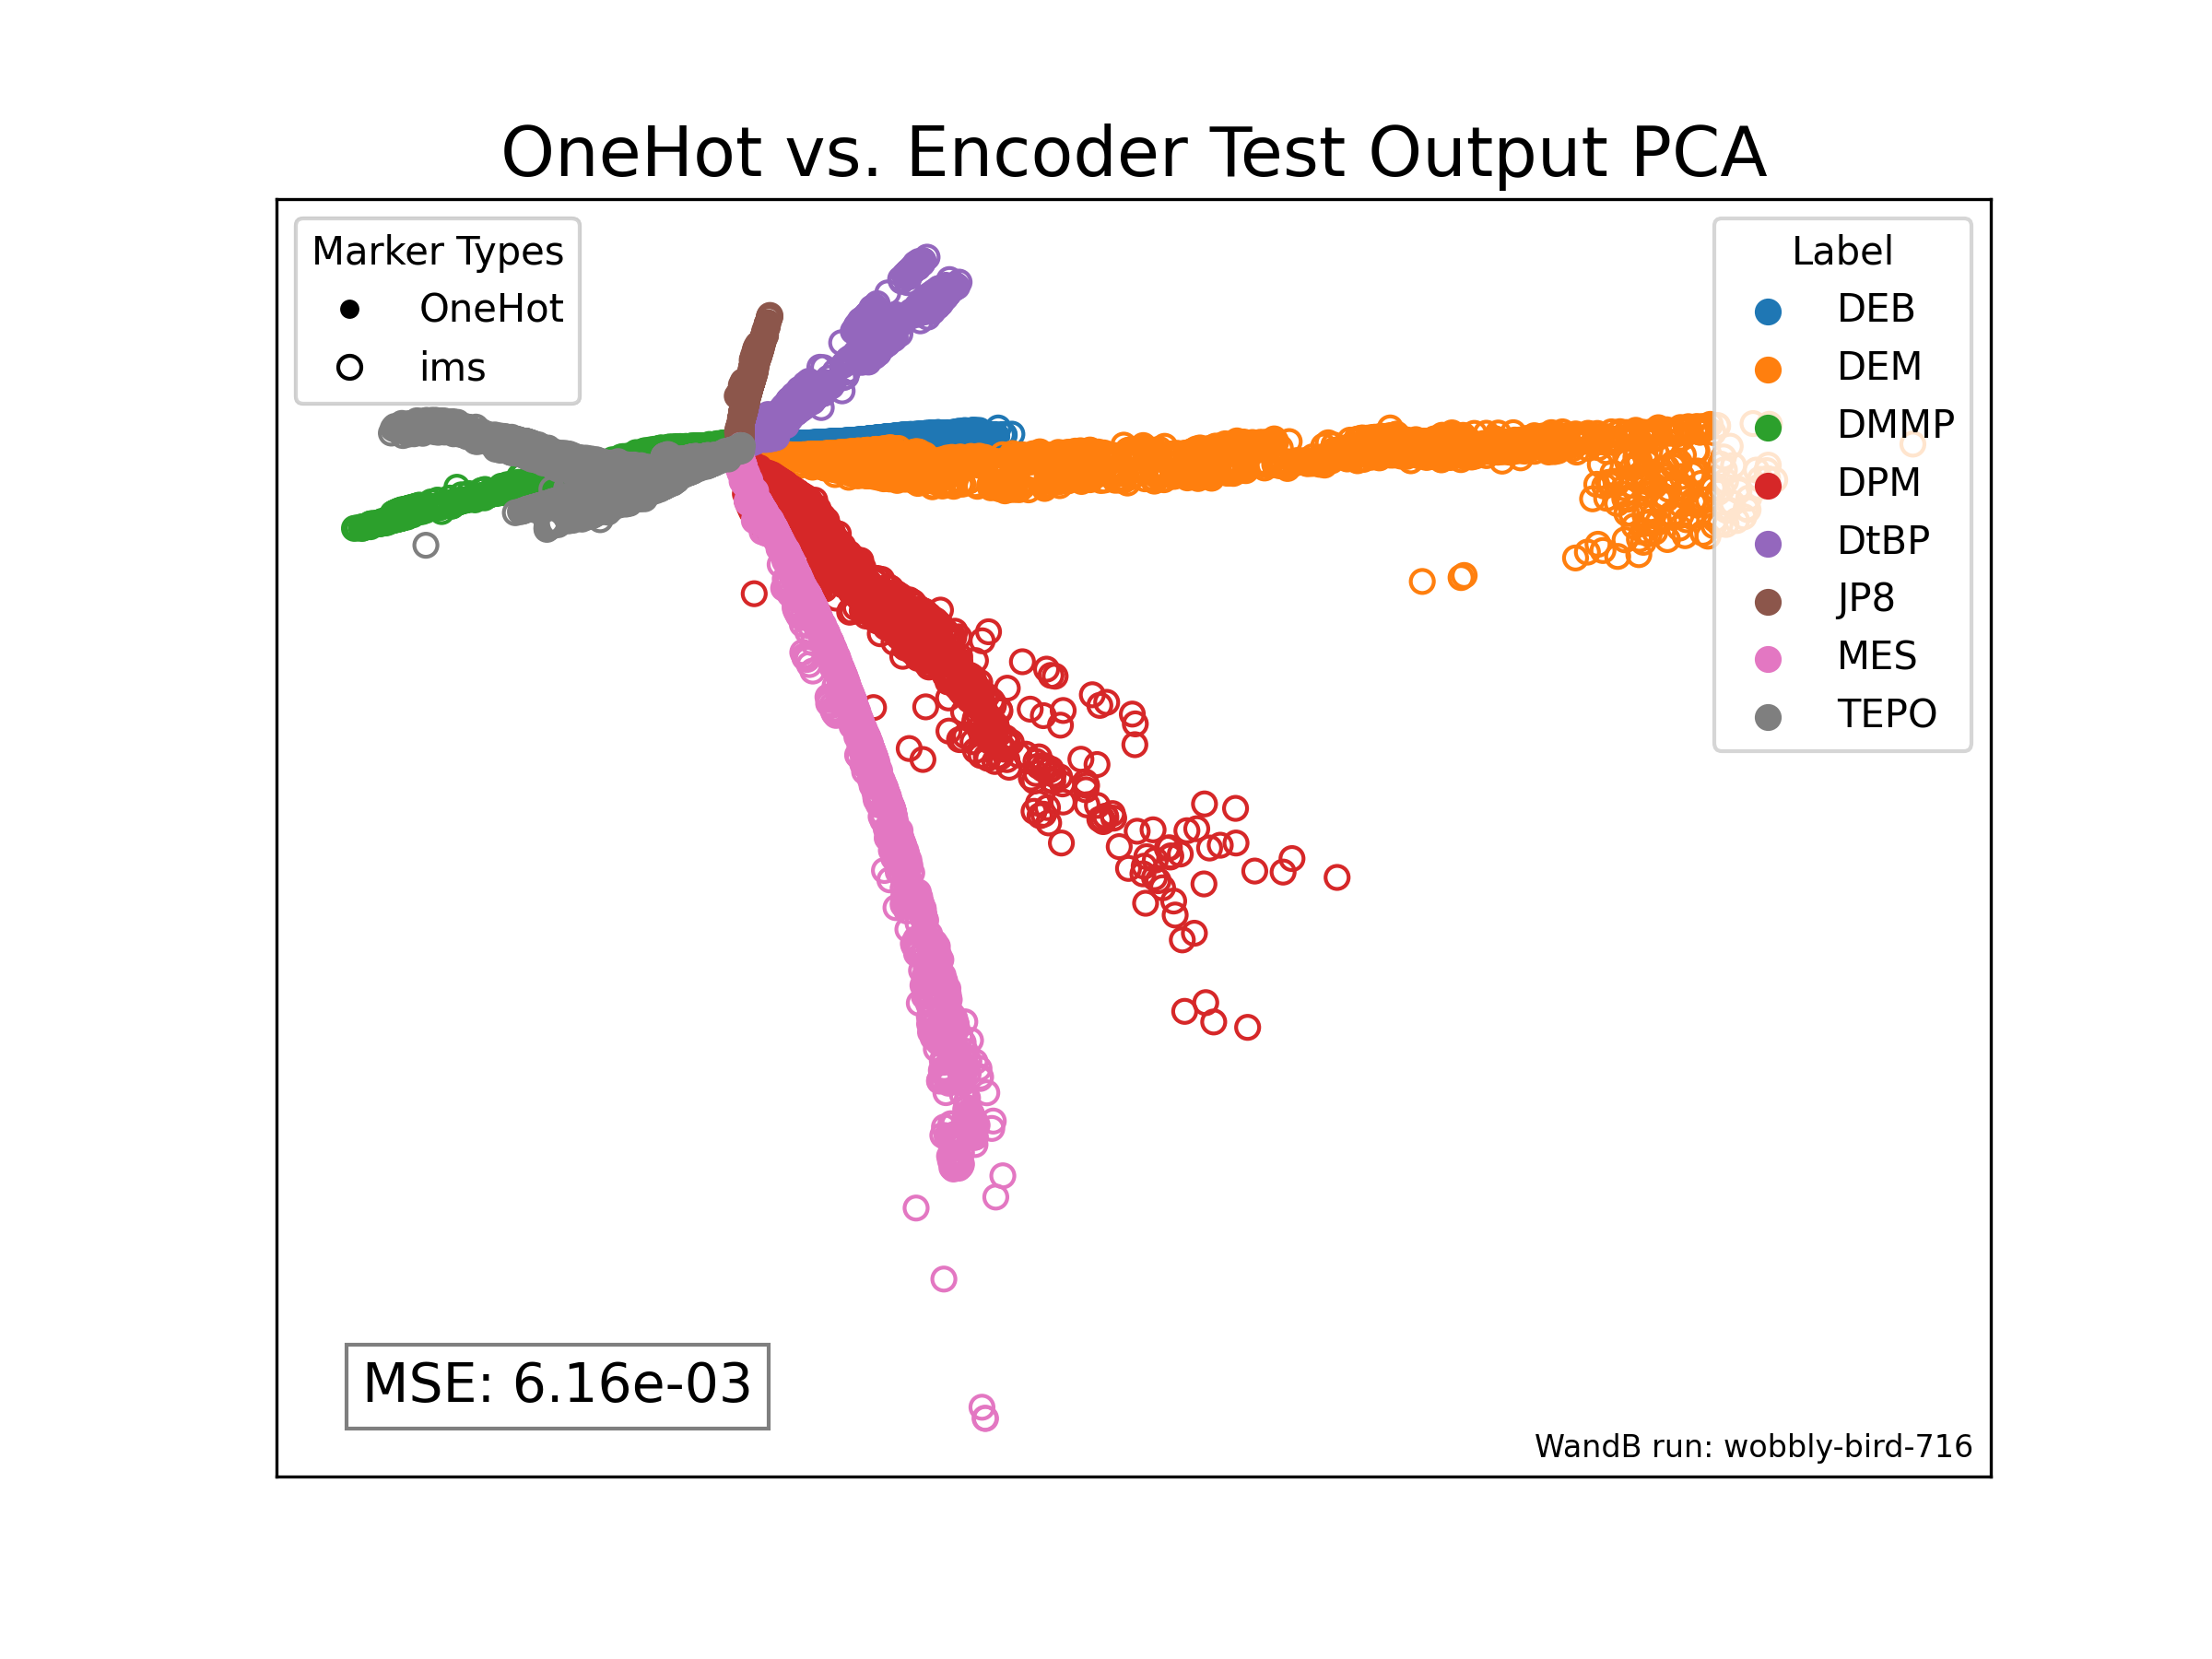 OneHot vs. Encoder Test Output PCA
Marker Types
OneHot
ims
Label
DEB
DEM
DMMP
DPM
DtBP
JP8
MES
TEPO
MSE: 6.16e-03
WandB run: wobbly-bird-716